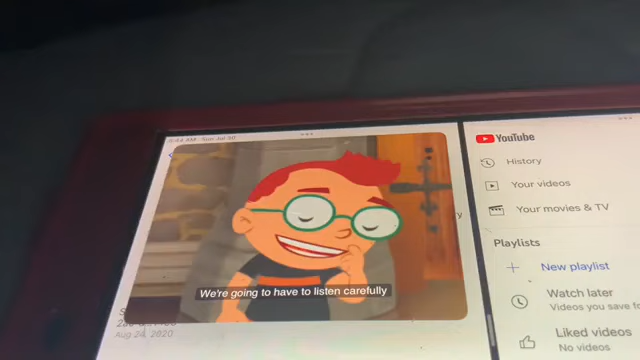 We're going to have to listen carefully
Aug 24, 2020
YouTube
History
Your videos
Your movies & TV
Playlists
New playlist
Watch later
Videos you save fo
Liked videos
No videos